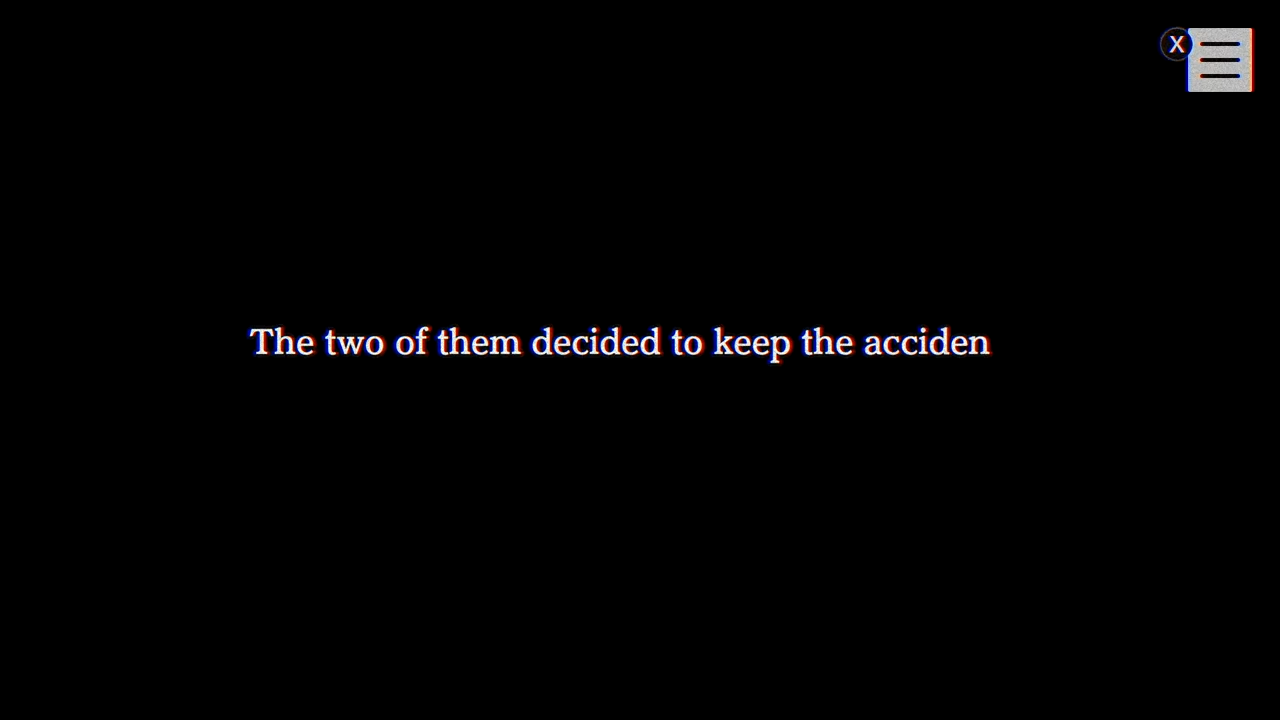 X
The two of them decided to keep the acciden